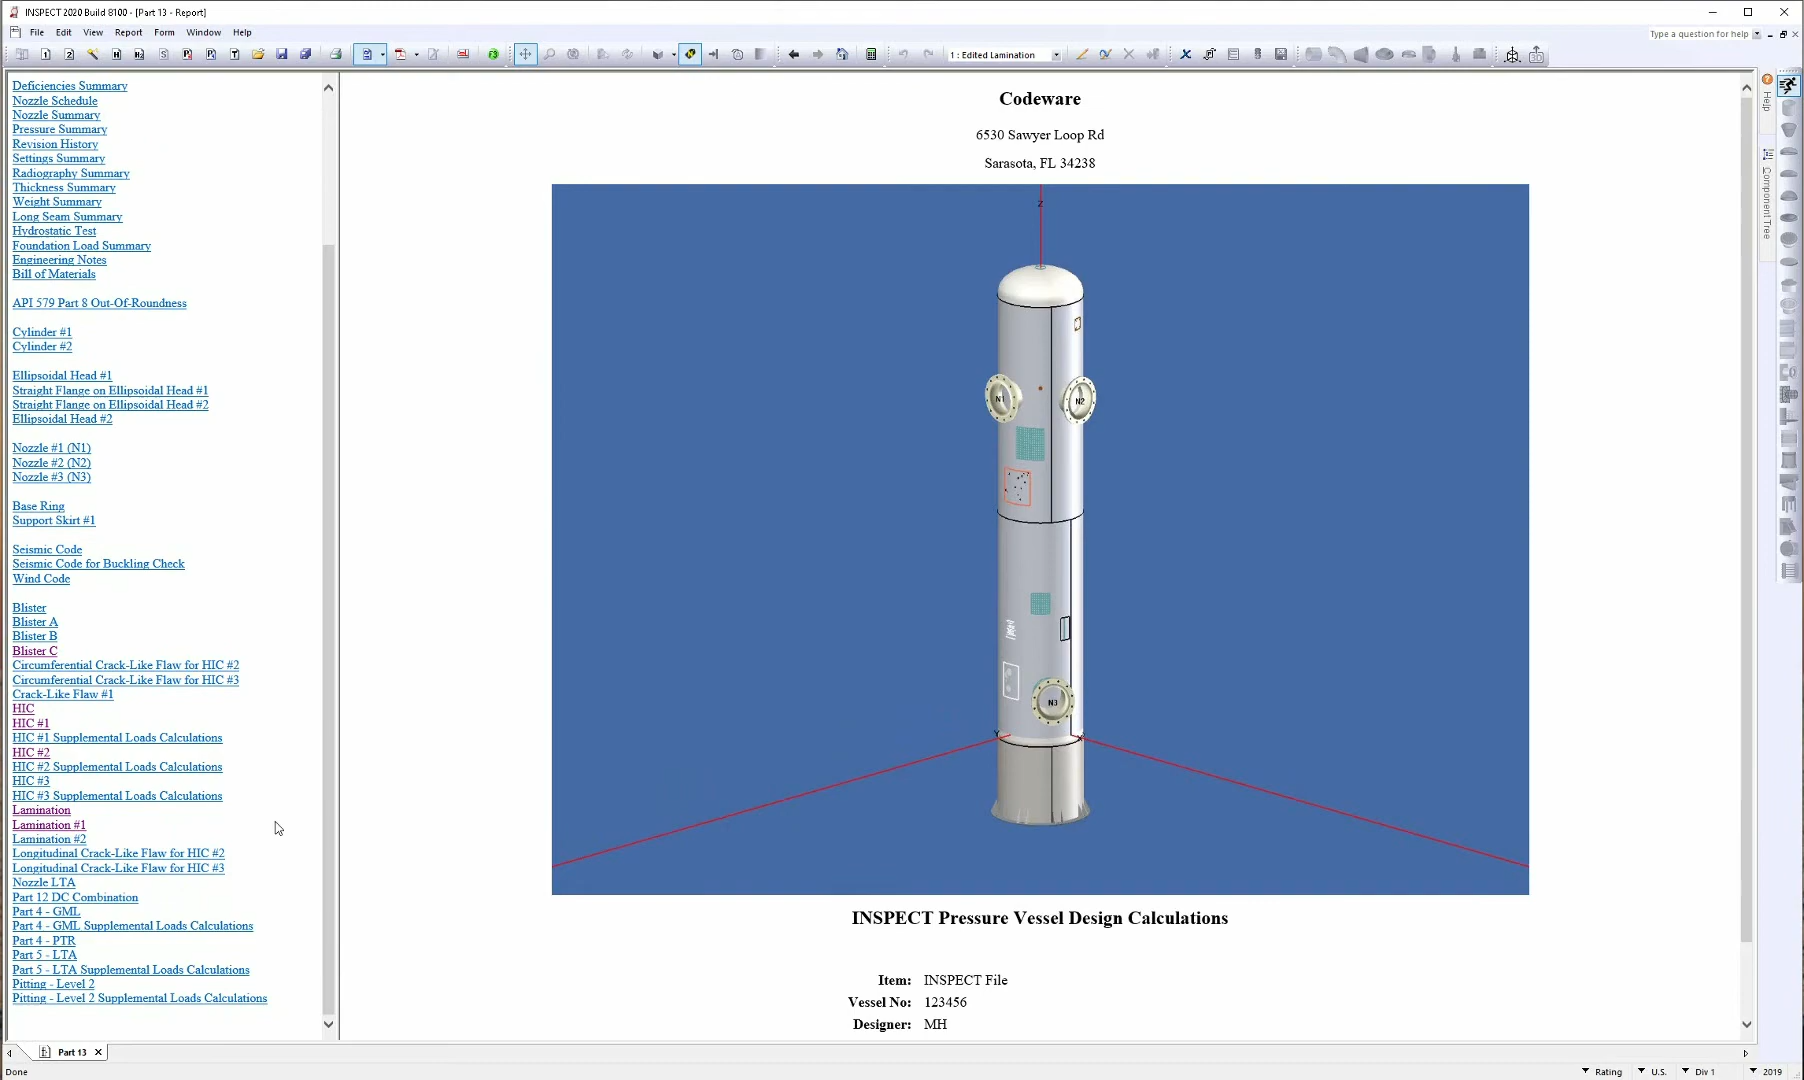 INSPECT 2020 Build 8100 - [Part 13 - Report]
File Edit View Report Form Window Help
Type a question for help
1 : Edited Lamination
Deficiencies Summary
Nozzle Schedule
Nozzle Summary
Pressure Summary
Revision History
Settings Summary
Radiography Summary
Thickness Summary
Weight Summary
Long Seam Summary
Hydrostatic Test
Foundation Load Summary
Engineering Notes
Bill of Materials
API 579 Part 8 Out-Of-Roundness
Cylinder #1
Cylinder #2
Ellipsoidal Head #1
Straight Flange on Ellipsoidal Head #1
Straight Flange on Ellipsoidal Head #2
Ellipsoidal Head #2
Nozzle #1 (N1)
Nozzle #2 (N2)
Nozzle #3 (N3)
Base Ring
Support Skirt #1
Seismic Code
Seismic Code for Buckling Check
Wind Code
Blister
Blister A
Blister B
Blister C
Circumferential Crack-Like Flaw for HIC #2
Circumferential Crack-Like Flaw for HIC #3
Crack-Like Flaw #1
HIC
HIC #1
HIC #1 Supplemental Loads Calculations
HIC #2
HIC #2 Supplemental Loads Calculations
HIC #3
HIC #3 Supplemental Loads Calculations
Lamination
Lamination #1
Lamination #2
Longitudinal Crack-Like Flaw for HIC #2
Longitudinal Crack-Like Flaw for HIC #3
Nozzle LTA
Part 12 DC Combination
Part 4 - GML
Part 4 - GML Supplemental Loads Calculations
Part 4 - PTR
Part 5 - LTA
Part 5 - LTA Supplemental Loads Calculations
Pitting - Level 2
Pitting - Level 2 Supplemental Loads Calculations
Codeware
6530 Sawyer Loop Rd
Sarasota, FL 34238
Z
N1
N2
N3
Y
X
INSPECT Pressure Vessel Design Calculations
Item: INSPECT File
Vessel No: 123456
Designer: MH
Help
Component Tree
Part 13
Done
Rating U.S. Div 1 2019